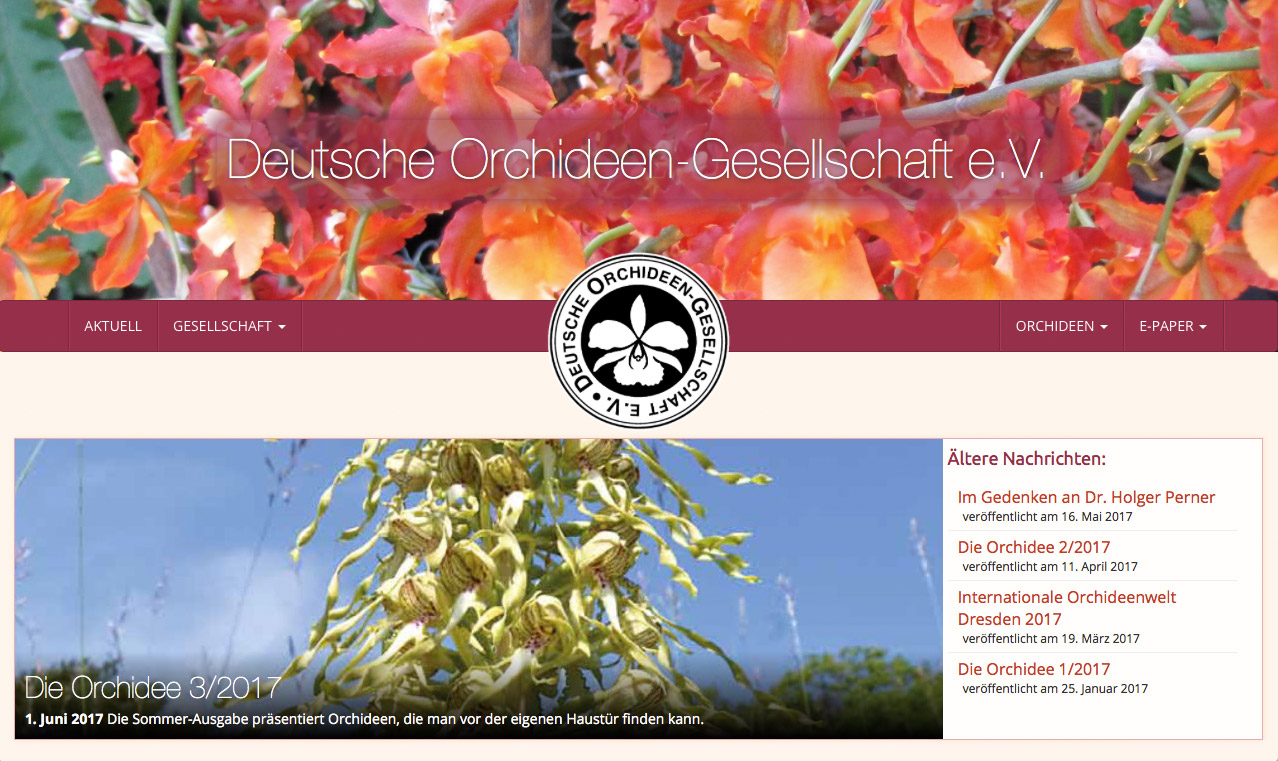 Deutsche Orchideen-Gesellschaft e.V.
AKTUELL
GESELLSCHAFT
DEUTSCHE ORCHIDEEN-GESELLSCHAFT E.V. •
ORCHIDEEN
E-PAPER
Die Orchidee 3/2017
1. Juni 2017 Die Sommer-Ausgabe präsentiert Orchideen, die man vor der eigenen Haustür finden kann.
Ältere Nachrichten:
Im Gedenken an Dr. Holger Perner
veröffentlicht am 16. Mai 2017
Die Orchidee 2/2017
veröffentlicht am 11. April 2017
Internationale Orchideenwelt
Dresden 2017
veröffentlicht am 19. März 2017
Die Orchidee 1/2017
veröffentlicht am 25. Januar 2017